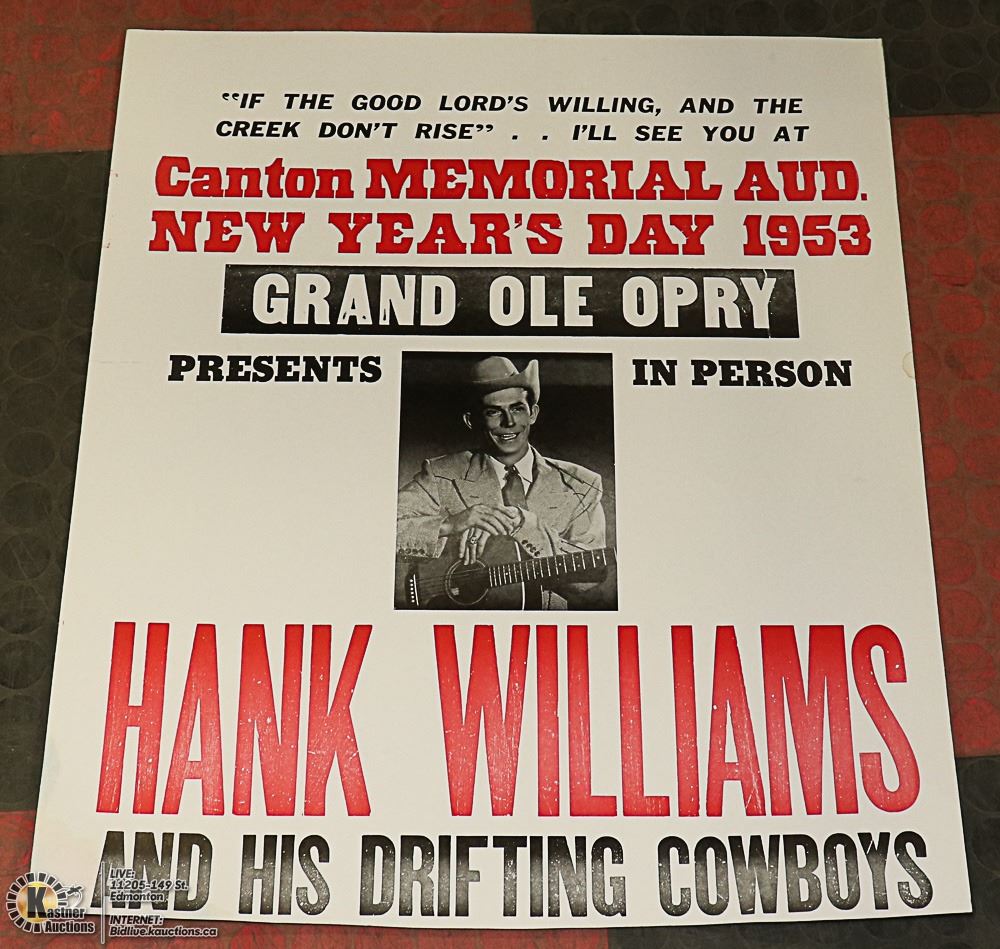 “IF THE GOOD LORD'S WILLING, AND THE
CREEK DON'T RISE” . . I'LL SEE YOU AT
Canton MEMORIAL AUD.
NEW YEAR'S DAY 1953
GRAND OLE OPRY
PRESENTS IN PERSON
HANK WILLIAMS
AND HIS DRIFTING COWBOYS
Kastner
Auctions
LIVE:
11205-149 St.
Edmonton
INTERNET:
Bidlive.kauctions.ca